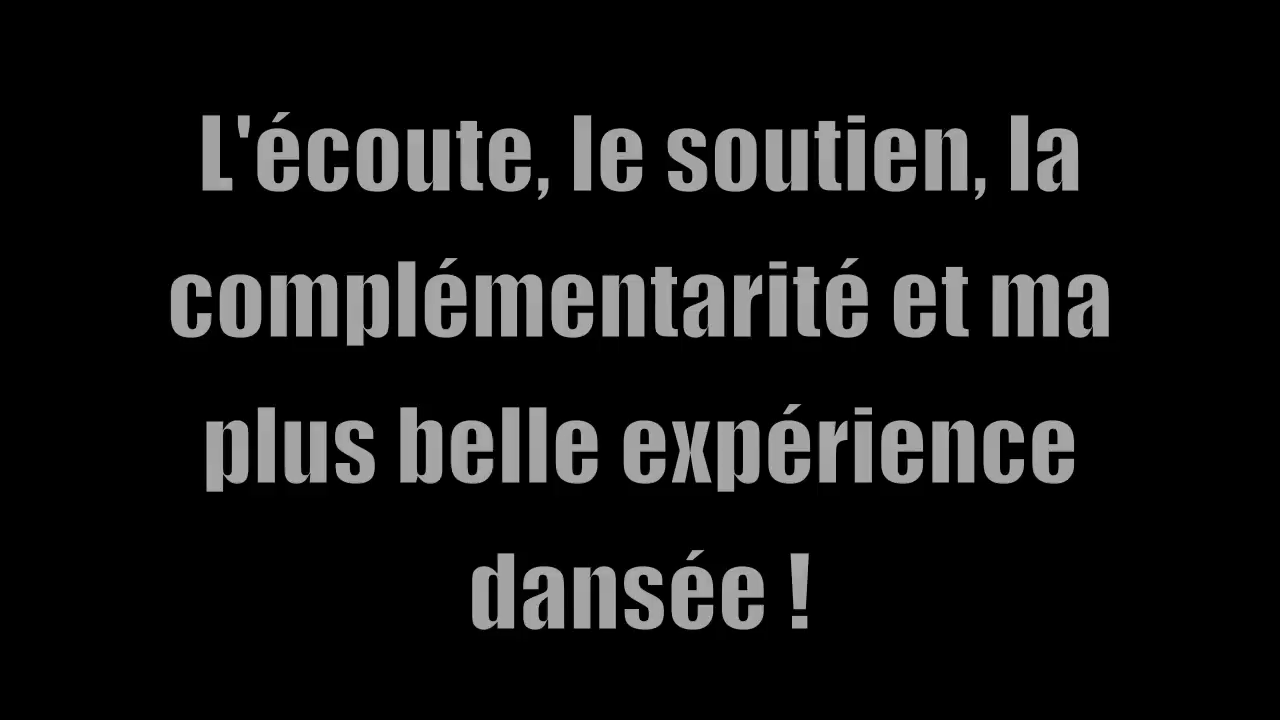 L'écoute, le soutien, la
complémentarité et ma
plus belle expérience
dansée !